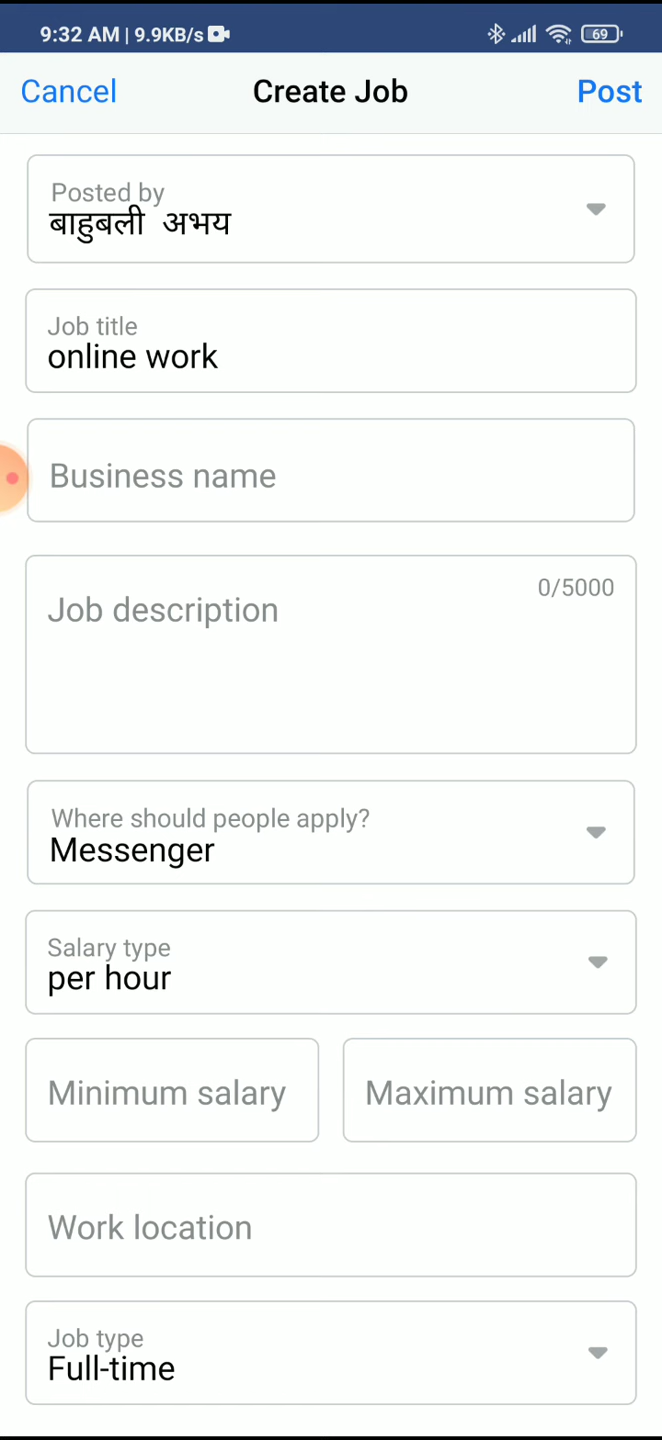 9:32 AM | 9.9KB/s 69
Cancel Create Job Post
Posted by
बाहुबली अभय
Job title
online work
Business name
0/5000
Job description
Where should people apply?
Messenger
Salary type
per hour
Minimum salary Maximum salary
Work location
Job type
Full-time